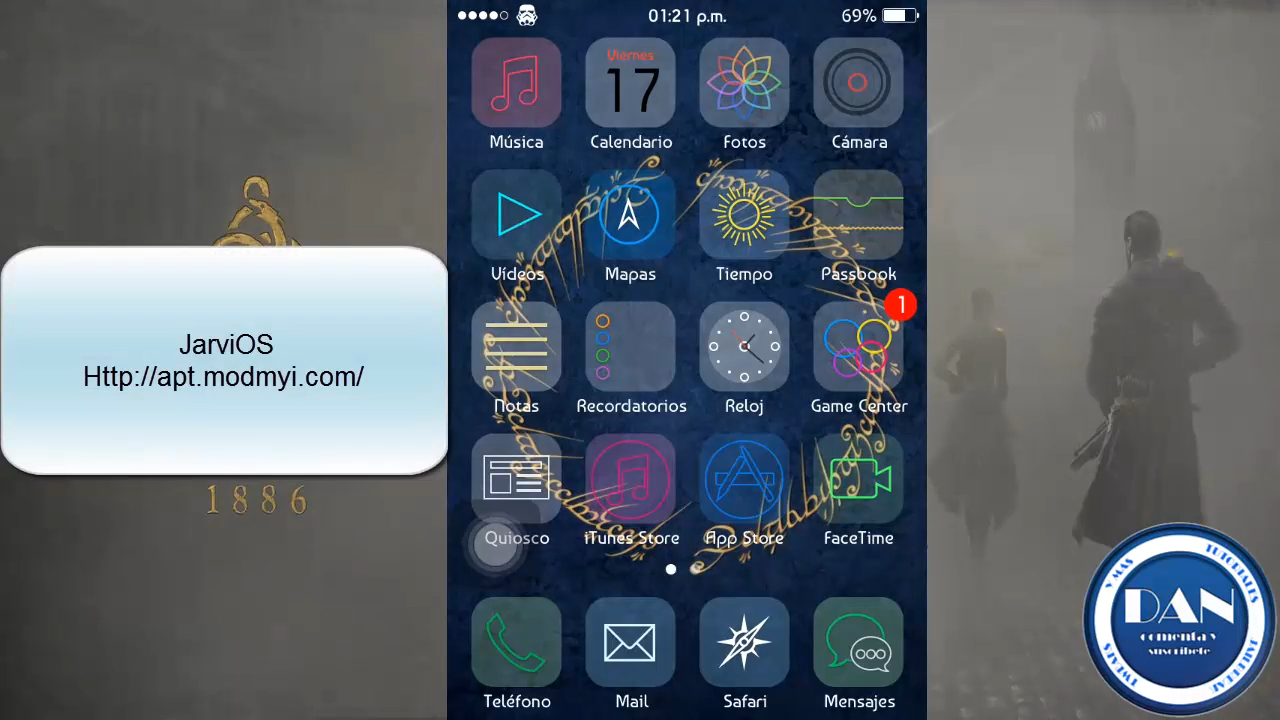 01:21 p.m.
69%
Viernes
17
Música
Calendario
Fotos
Cámara
Vídeos
Mapas
Tiempo
Passbook
1
Notas
Recordatorios
Reloj
Game Center
Quiosco
iTunes Store
App Store
FaceTime
Teléfono
Mail
Safari
Mensajes
JarviOS
Http://apt.modmyi.com/
1886
TUTORIALES
Y MAS
DAN
comenta y
suscribete